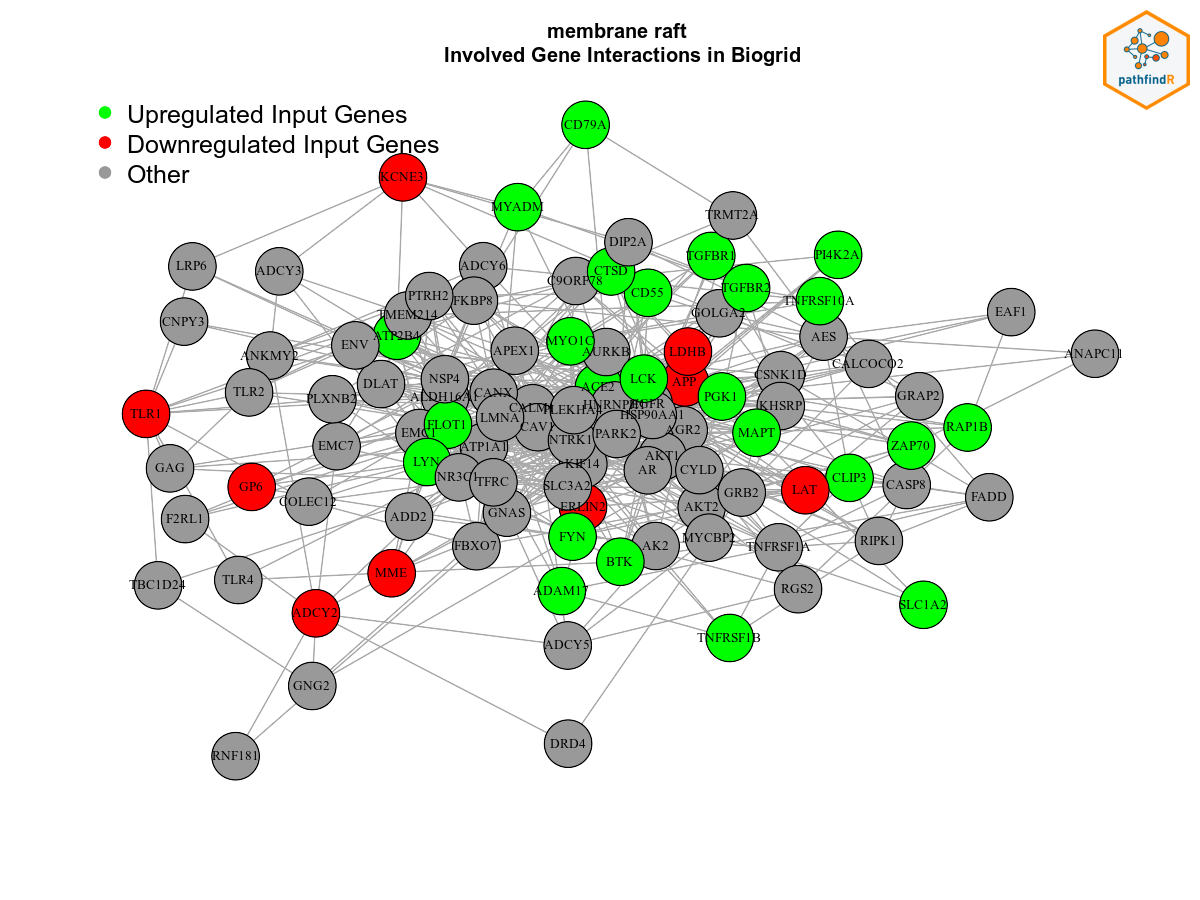 membrane raft
Involved Gene Interactions in Biogrid
pathfindR
Upregulated Input Genes
Downregulated Input Genes
Other
CD79A
KCNE3
MYADM
TRMT2A
DIP2A
TGFBR1
PI4K2A
LRP6
ADCY3
ADCY6
C9ORF78
CTSD
CD55
TGFBR2
TNFRSF10A
PTRH2
FKBP8
TMEM214
GOLGA2
EAF1
CNPY3
ATP2B4
ENV
MYO1C
AES
ANKMY2
APEX1
AURKB
LDHB
ANAPC11
CALCOCO2
DLAT
NSP4
ACE2
LCK
APP
CSNK1D
TLR2
PLXNB2
ALDH16A1
CANX
PGK1
GRAP2
TLR1
CAV1
PLEKHA4
EGFR
HSP90AA1
KHSRP
LMNA
FLOT1
EMC1
EMC7
ATP1A1
NTRK1
PARK2
AGR2
MAPT
RAP1B
ZAP70
GAG
LYN
KIF14
AKT1
AR
CYLD
GP6
NR3C1
TFRC
SLC3A2
GRB2
LAT
CLIP3
CASP8
FADD
COLEC12
ERLIN2
AKT2
F2RL1
ADD2
GNAS
FYN
MYCBP2
RIPK1
FBXO7
AK2
TNFRSF1A
BTK
TBC1D24
TLR4
MME
ADAM17
RGS2
SLC1A2
ADCY2
ADCY5
TNFRSF1B
GNG2
DRD4
RNF181